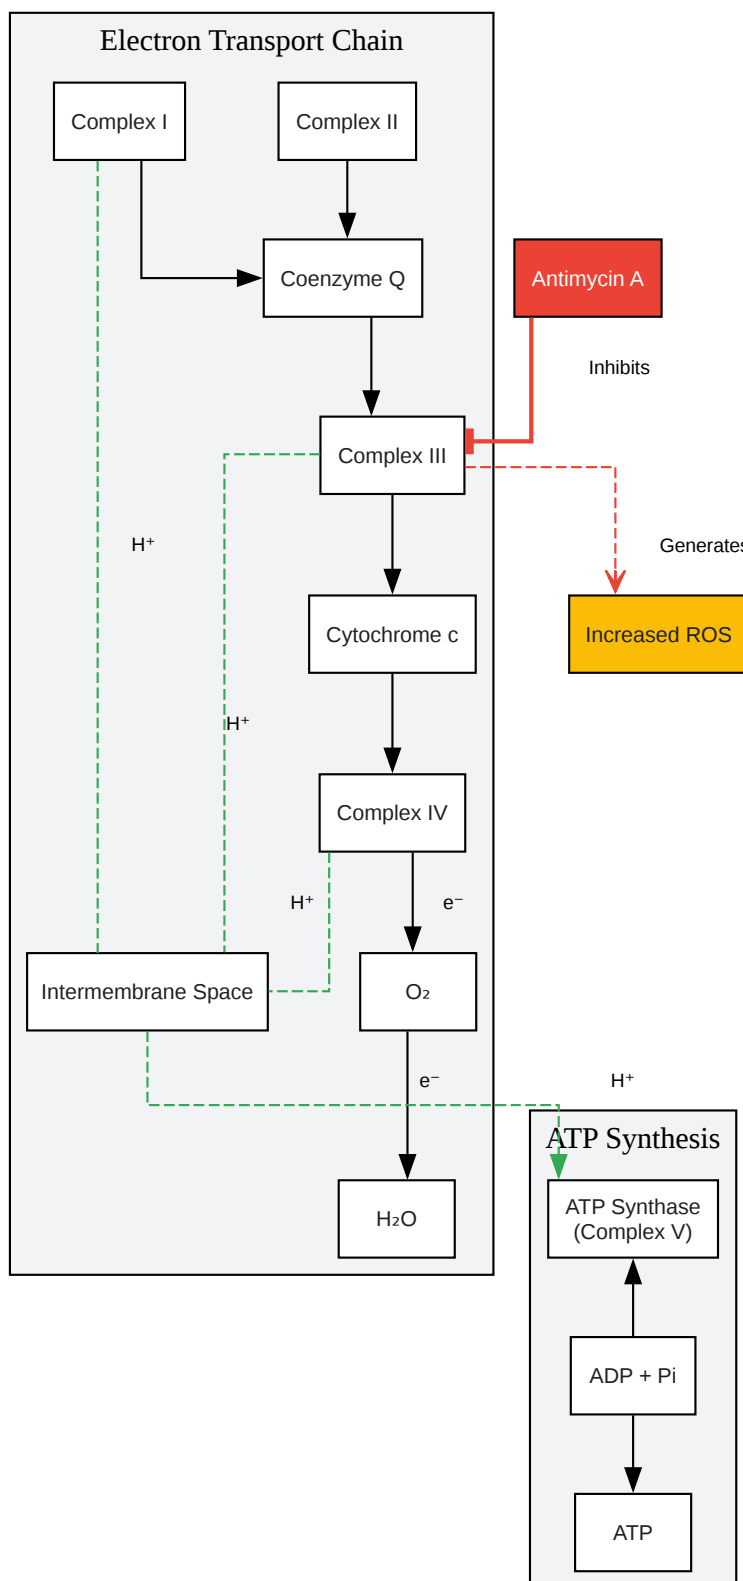 Electron Transport Chain
Complex I
Complex II
Coenzyme Q
Antimycin A
Inhibits
Complex III
H⁺
Generates
Cytochrome c
Increased ROS
H⁺
Complex IV
H⁺
e⁻
Intermembrane Space
O₂
e⁻
H⁺
ATP Synthesis
ATP Synthase
(Complex V)
H₂O
ADP + Pi
ATP